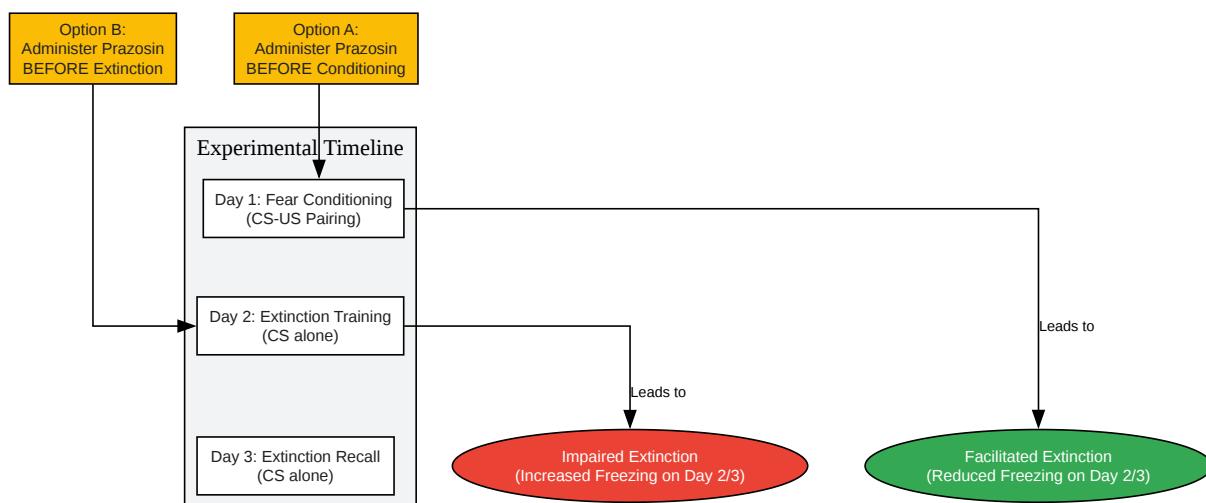 Option B:
Administer Prazosin
BEFORE Extinction
Option A:
Administer Prazosin
BEFORE Conditioning
Experimental Timeline
Day 1: Fear Conditioning
(CS-US Pairing)
Day 2: Extinction Training
(CS alone)
Day 3: Extinction Recall
(CS alone)
Leads to
Leads to
Impaired Extinction
(Increased Freezing on Day 2/3)
Facilitated Extinction
(Reduced Freezing on Day 2/3)